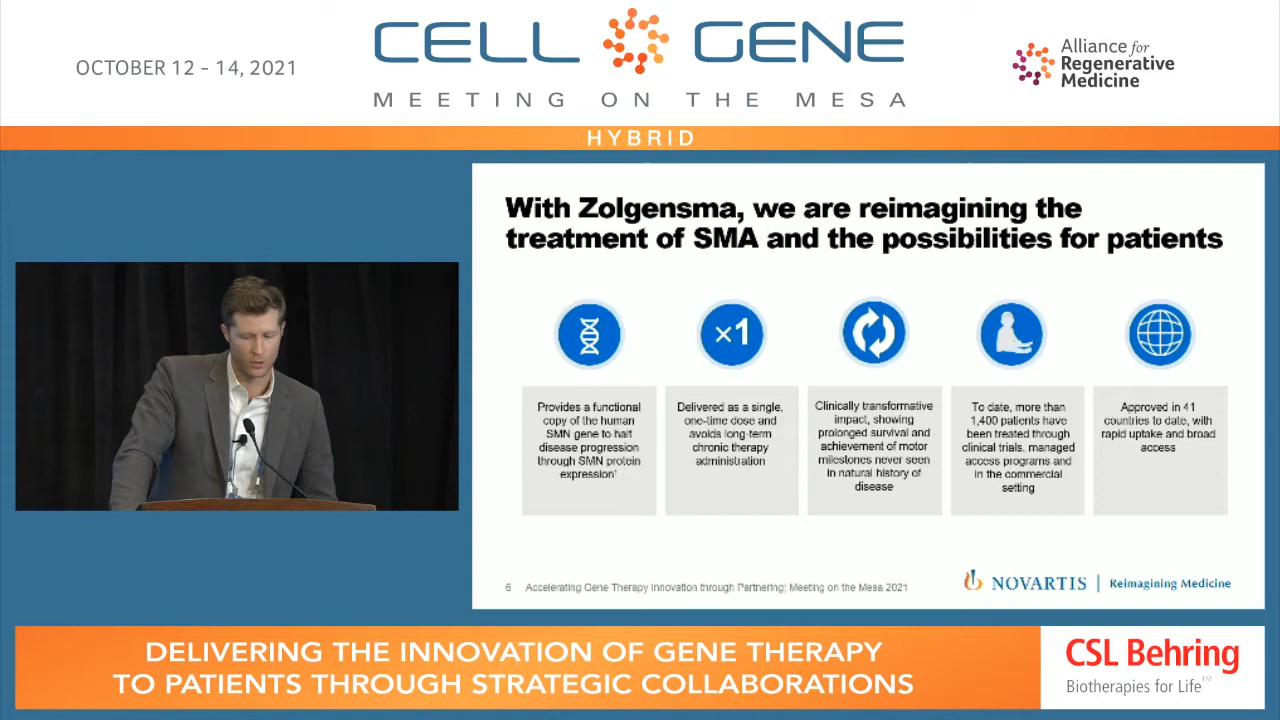 OCTOBER 12 - 14, 2021
CELL GENE
MEETING ON THE MESA
Alliance for
Regenerative
Medicine
HYBRID
With Zolgensma, we are reimagining the
treatment of SMA and the possibilities for patients
Provides a functional
copy of the human
SMN gene to halt
disease progression
through SMN protein
expression¹
×1
Delivered as a single,
one-time dose and
avoids long-term
chronic therapy
administration
Clinically transformative
impact, showing
prolonged survival and
achievement of motor
milestones never seen
in natural history of
disease
To date, more than
1,400 patients have
been treated through
clinical trials, managed
access programs and
in the commercial
setting
Approved in 41
countries to date, with
rapid uptake and broad
access
6 Accelerating Gene Therapy Innovation through Partnering; Meeting on the Mesa 2021
NOVARTIS | Reimagining Medicine
DELIVERING THE INNOVATION OF GENE THERAPY
TO PATIENTS THROUGH STRATEGIC COLLABORATIONS
CSL Behring
Biotherapies for Life™